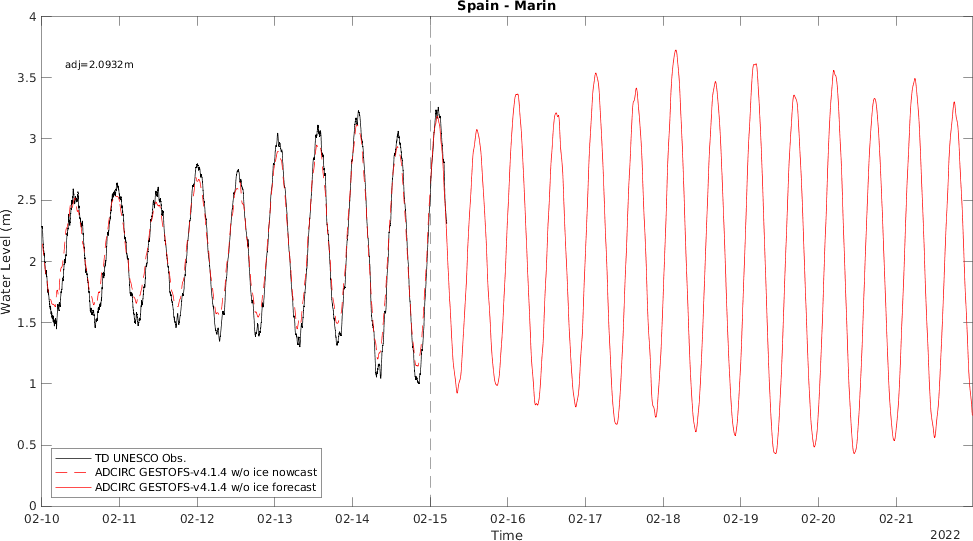 Spain - Marin
4
adj=2.0932m
3.5
3
2.5
2
1.5
1
0.5
0
Water Level (m)
TD UNESCO Obs.
ADCIRC GESTOFS-v4.1.4 w/o ice nowcast
ADCIRC GESTOFS-v4.1.4 w/o ice forecast
02-10 02-11 02-12 02-13 02-14 02-15 02-16 02-17 02-18 02-19 02-20 02-21
Time
2022